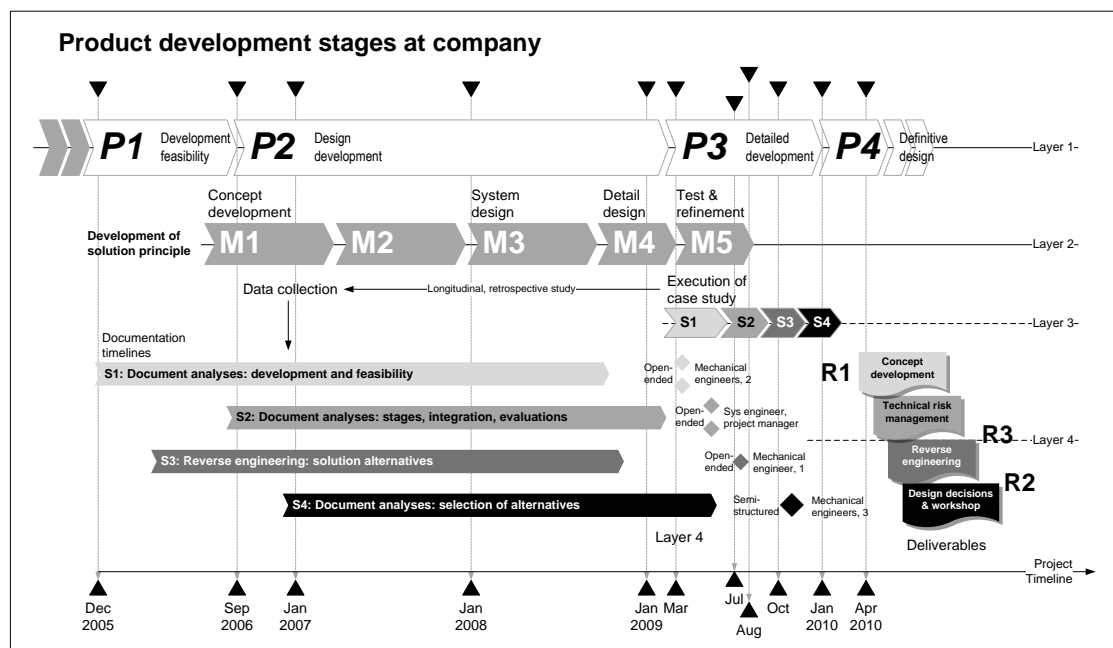 Product development stages at company
P1
Development
feasibility
P2
Design
development
P3
Detailed
development
P4
Definitive
design
Layer 1
Concept
development
System
design
Detail
design
Test &
refinement
Development of
solution principle
M1
M2
M3
M4
M5
Layer 2
Data collection
Longitudinal, retrospective study
Execution of
case study
S1
S2
S3
S4
Layer 3
Documentation
timelines
S1: Document analyses: development and feasibility
Open-
ended
Mechanical
engineers, 2
R1
Concept
development
S2: Document analyses: stages, integration, evaluations
Open-
ended
Sys engineer,
project manager
Technical risk
management
R3
Layer 4
S3: Reverse engineering: solution alternatives
Open-
ended
Mechanical
engineer, 1
Reverse
engineering
R2
S4: Document analyses: selection of alternatives
Semi-
structured
Mechanical
engineers, 3
Design decisions
& workshop
Layer 4
Deliverables
Project
Timeline
Dec
2005
Sep
2006
Jan
2007
Jan
2008
Jan
2009
Mar
Jul
Aug
Oct
Jan
2010
Apr
2010